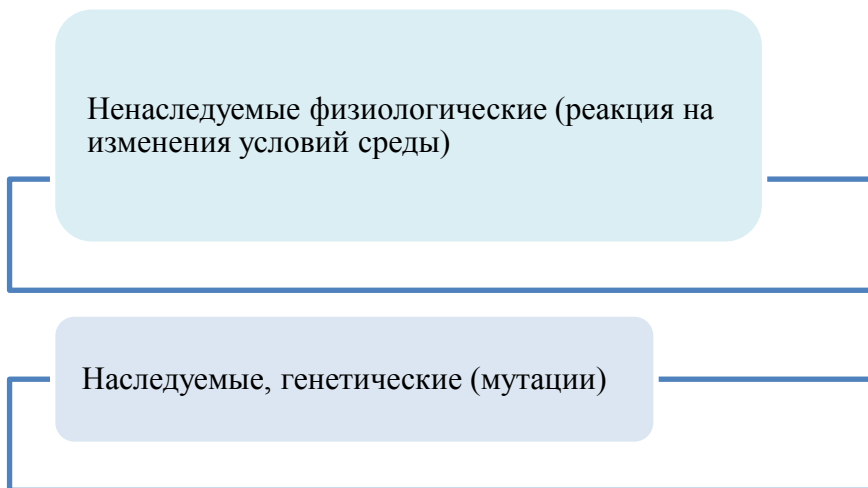 Ненаследуемые физиологические (реакция на
изменения условий среды)
Наследуемые, генетические (мутации)